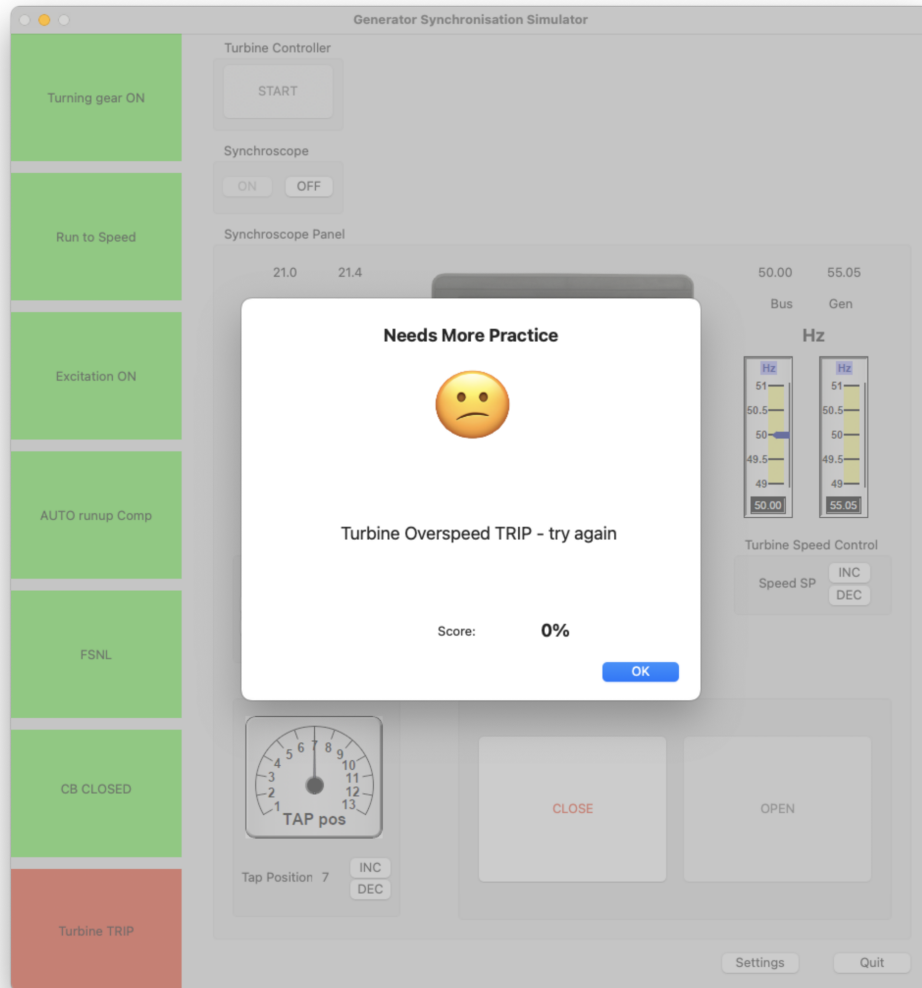 Generator Synchronisation Simulator
Turning gear ON
Run to Speed
Excitation ON
AUTO runup Comp
FSNL
CB CLOSED
Turbine TRIP
Turbine Controller
START
Synchroscope
ON OFF
Synchroscope Panel
21.0 21.4
50.00 55.05
Bus Gen
Hz
Hz Hz
51 51
50.5 50.5
50 50
49.5 49.5
49 49
50.00 55.05
Turbine Speed Control
Speed SP
INC
DEC
Needs More Practice
Turbine Overspeed TRIP - try again
Score: 0%
OK
1 2 3 4 5 6 7 8 9 10 11 12 13
TAP pos
Tap Position 7
INC
DEC
CLOSE
OPEN
Settings
Quit